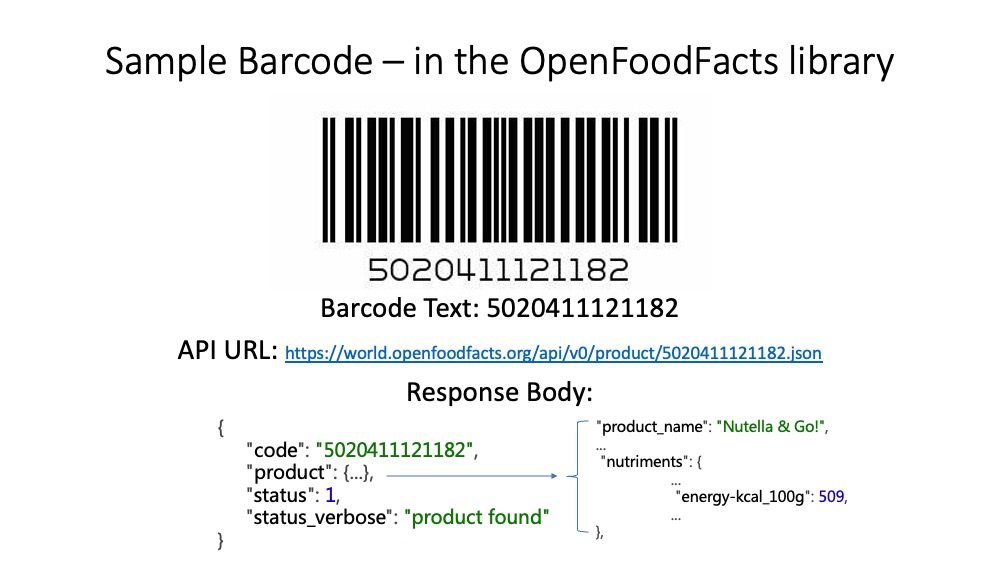 Sample Barcode – in the OpenFoodFacts library
5020411121182
Barcode Text: 5020411121182
API URL: https://world.openfoodfacts.org/api/v0/product/5020411121182.json
Response Body:
{
"code": "5020411121182",
"product": {...},
"status": 1,
"status_verbose": "product found"
}
"product_name": "Nutella & Go!",
...
"nutriments": {
...
"energy-kcal_100g": 509,
...
},